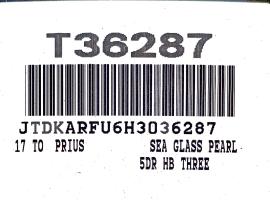 T36287
JTDKARFU6H3036287
17 TO PRIUS SEA GLASS PEARL
5DR HB THREE